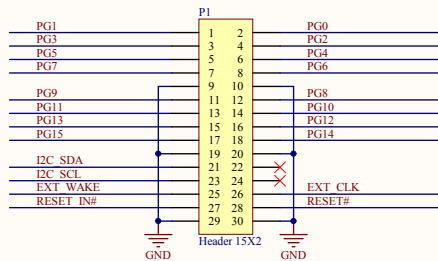 P1
PG1 1 2 PG0
PG3 3 4 PG2
PG5 5 6 PG4
PG7 7 8 PG6
9 10
PG9 11 12 PG8
PG11 13 14 PG10
PG13 15 16 PG12
PG15 17 18 PG14
19 20
I2C_SDA 21 22
I2C_SCL 23 24
EXT_WAKE 25 26 EXT_CLK
RESET_IN# 27 28 RESET#
29 30
Header 15X2
GND GND